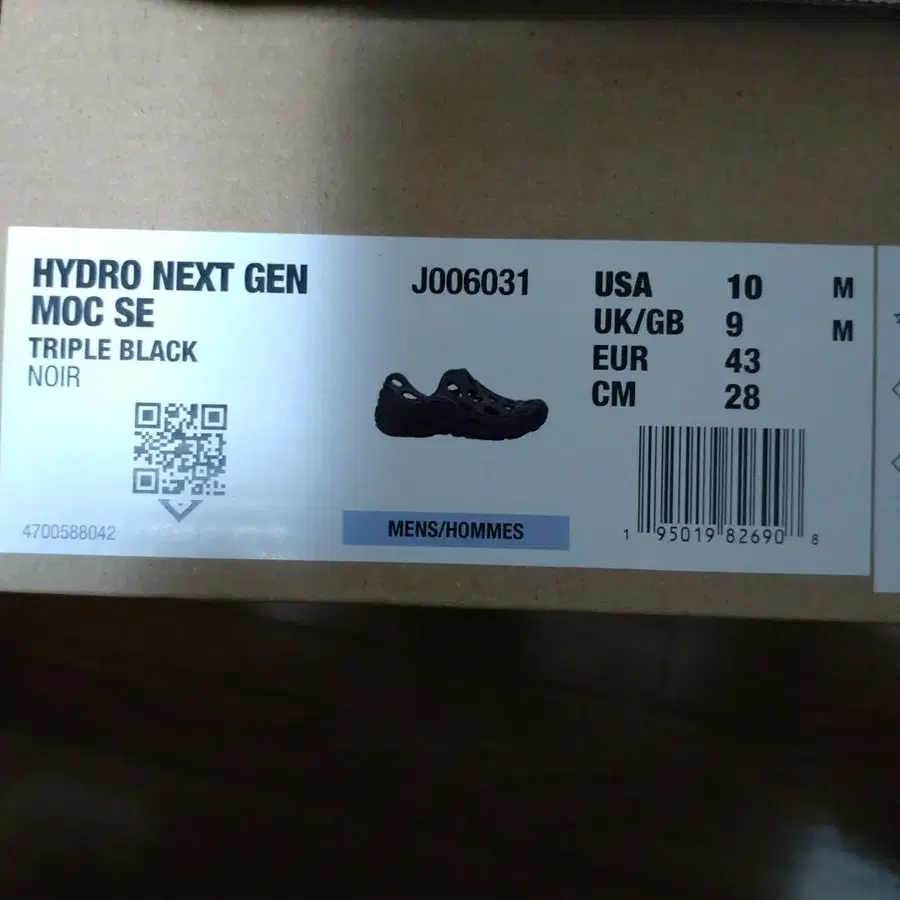 HYDRO NEXT GEN
MOC SE
TRIPLE BLACK
NOIR
4700588042
J006031
MENS/HOMMES
USA 10 M
UK/GB 9 M
EUR 43
CM 28
1 95019 82690 8